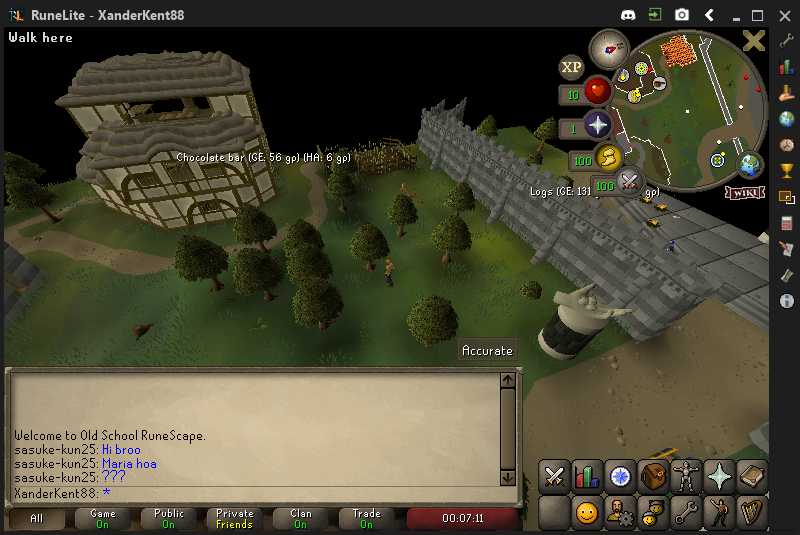 RuneLite - XanderKent88
Walk here
XP
10
1
100
100
Chocolate bar (GE: 56 gp) (HA: 6 gp)
Logs (GE: 131
gp)
WIKI
Accurate
Welcome to Old School RuneScape.
sasuke-kun25: Hi broo
sasuke-kun25: Maria hoa
sasuke-kun25: ???
XanderKent88: *
All
Game
On
Public
On
Private
Friends
Clan
On
Trade
On
00:07:11